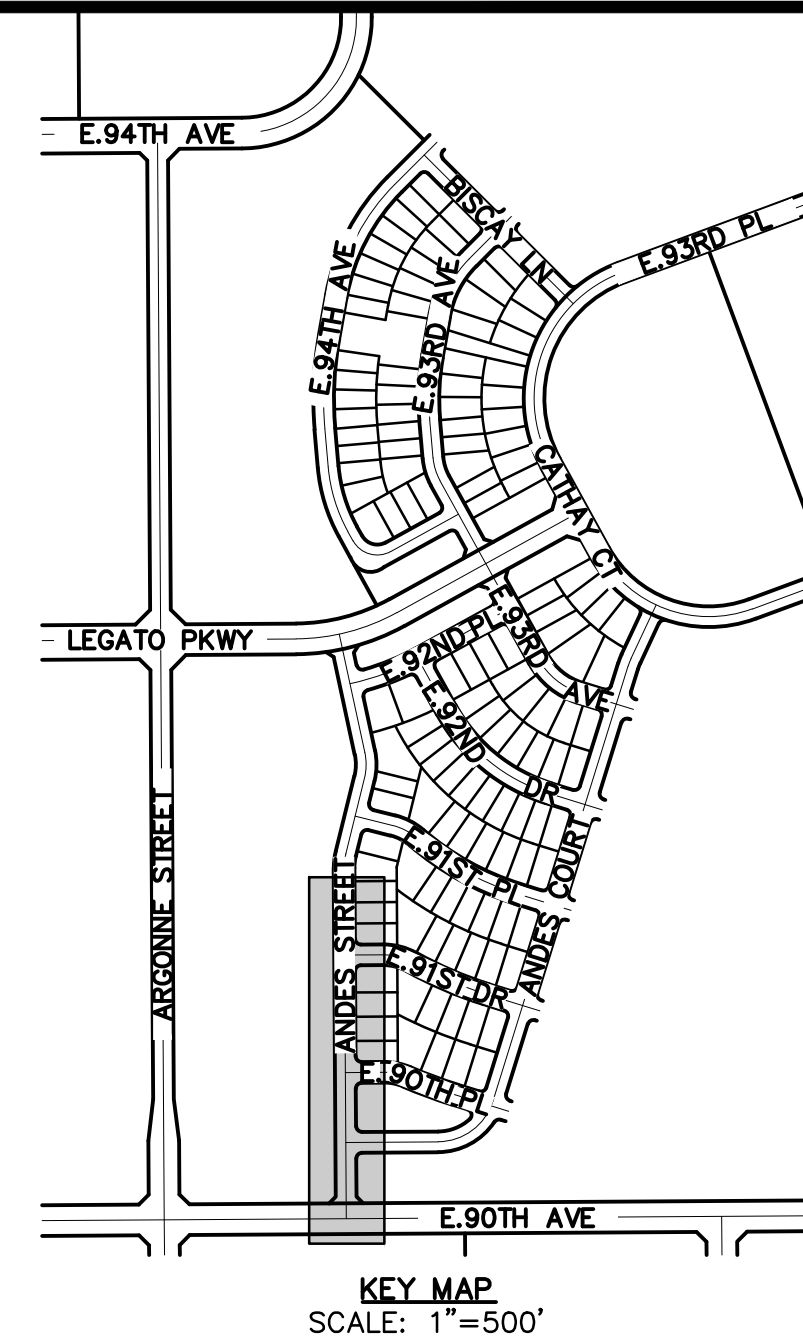 E.94TH AVE
BISCAY LN
E.93RD PL
E.94TH AVE
E.93RD AVE
CATHAY CT
LEGATO PKWY
E.92ND PL
E.93RD AVE
E.92ND DR
ARGONNE STREET
ANDES STREET
E.91ST PL
ANDES COURT
E.91ST DR
E.90TH PL
E.90TH AVE
KEY MAP
SCALE: 1"=500'